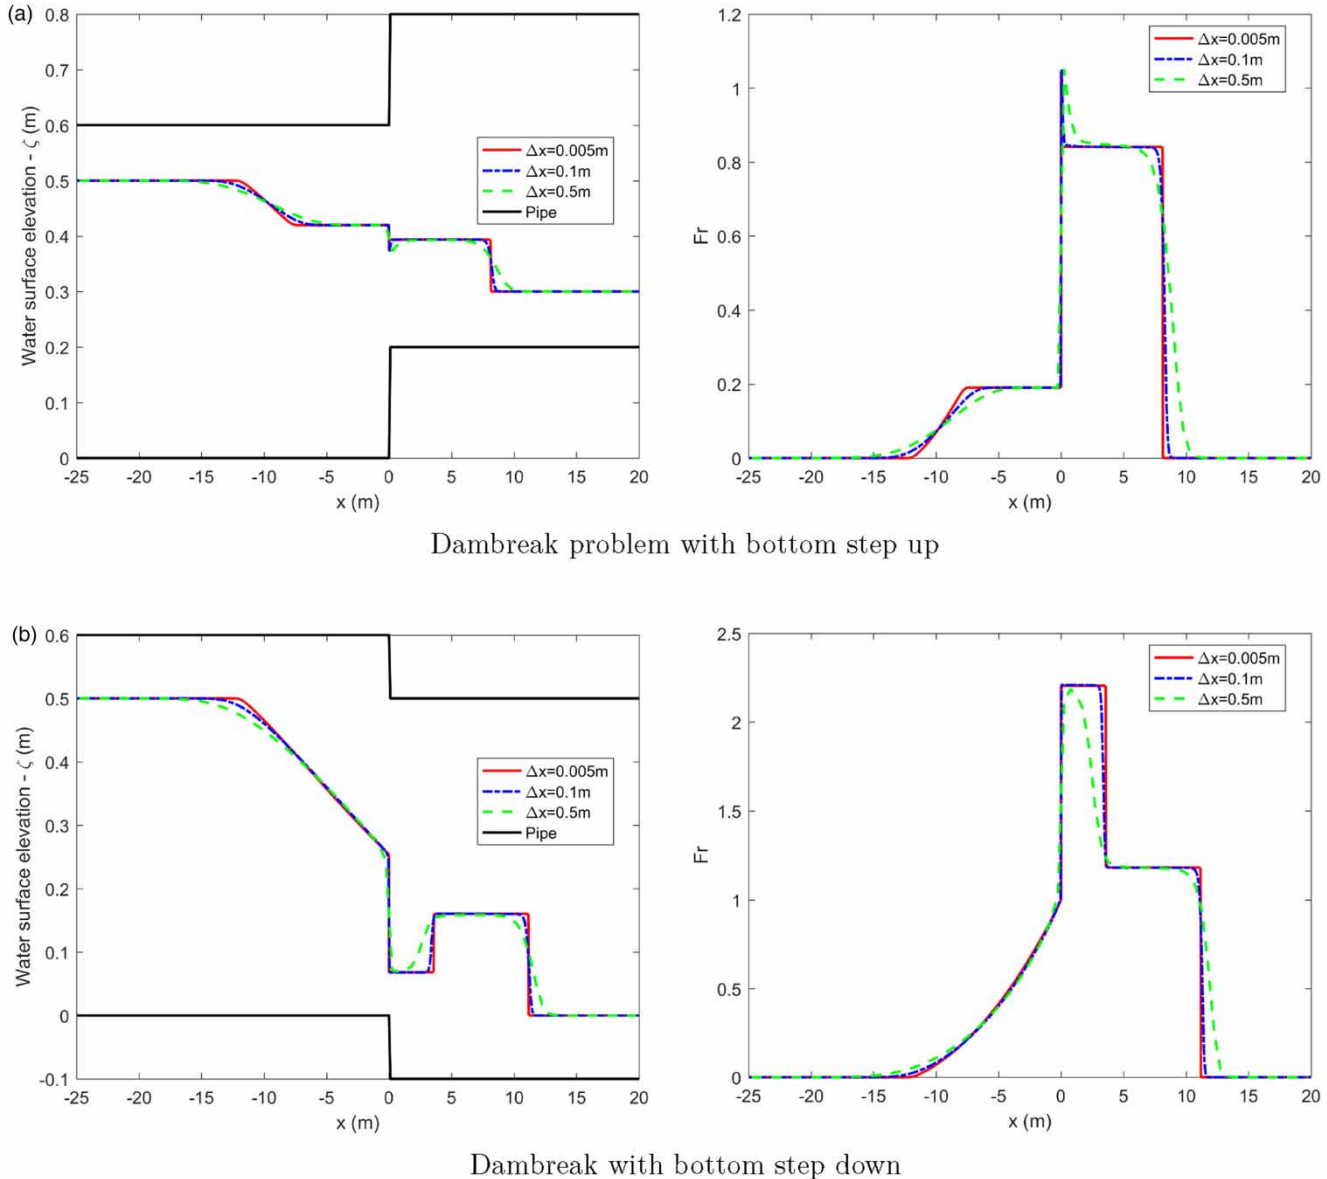 (a)
0.8
0.7
0.6
0.5
0.4
0.3
0.2
0.1
0
Water surface elevation - ζ (m)
Δx=0.005m
Δx=0.1m
Δx=0.5m
Pipe
-25 -20 -15 -10 -5 0 5 10 15 20
x (m)
1.2
1
0.8
0.6
0.4
0.2
0
Fr
Δx=0.005m
Δx=0.1m
Δx=0.5m
-25 -20 -15 -10 -5 0 5 10 15 20
x (m)
Dambreak problem with bottom step up
(b)
0.6
0.5
0.4
0.3
0.2
0.1
0
-0.1
Water surface elevation - ζ (m)
Δx=0.005m
Δx=0.1m
Δx=0.5m
Pipe
-25 -20 -15 -10 -5 0 5 10 15 20
x (m)
2.5
2
1.5
1
0.5
0
Fr
Δx=0.005m
Δx=0.1m
Δx=0.5m
-25 -20 -15 -10 -5 0 5 10 15 20
x (m)
Dambreak with bottom step down